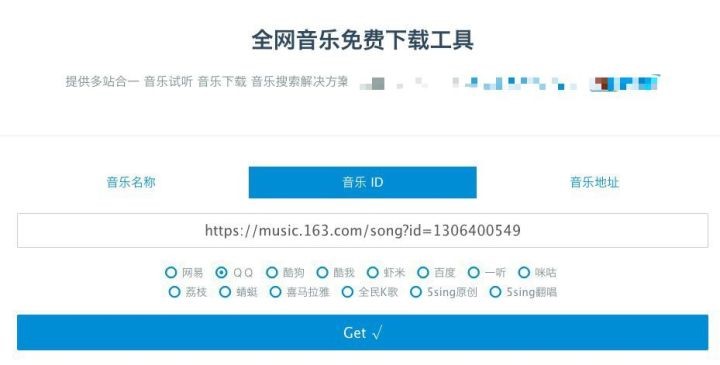 全网音乐免费下载工具
提供多站合一 音乐试听 音乐下载 音乐搜索解决方案
音乐名称 音乐 ID 音乐地址
https://music.163.com/song?id=1306400549
网易 QQ 酷狗 酷我 虾米 百度 一听 咪咕
荔枝 蜻蜓 喜马拉雅 全民K歌 5sing原创 5sing翻唱
Get √